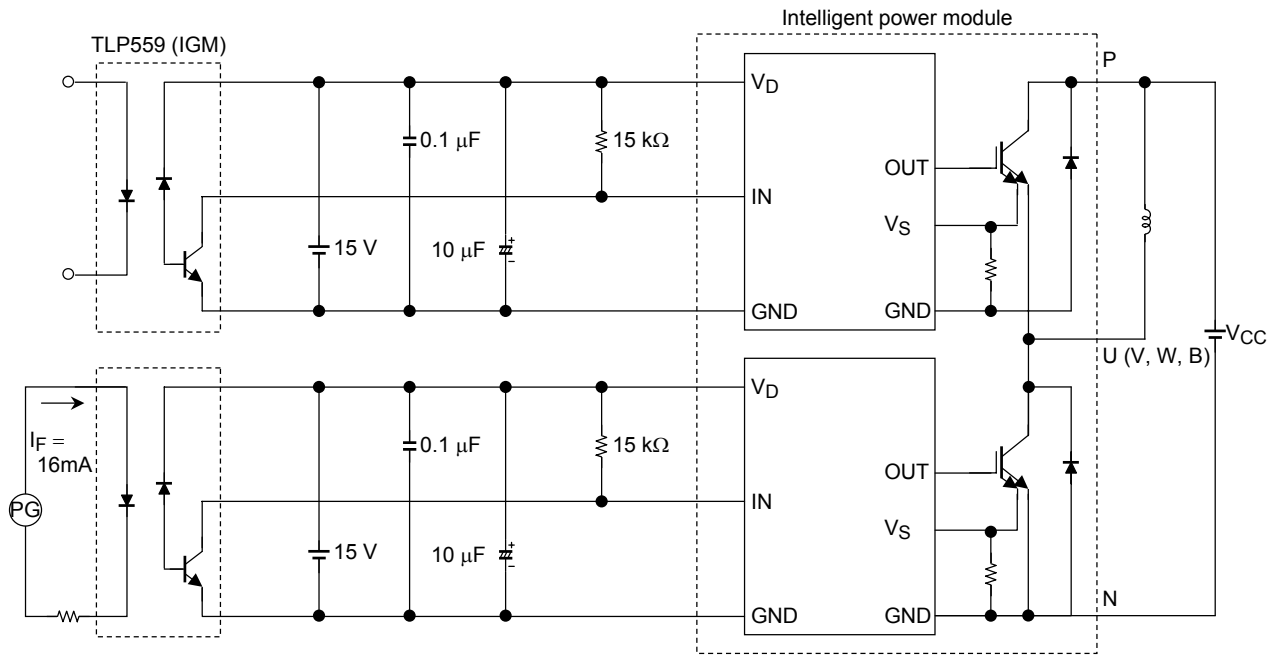 Intelligent power module
TLP559 (IGM)
P
V_D
0.1 μF
15 kΩ
OUT
IN
V_S
15 V
10 μF
+
−
GND
GND
V_CC
U (V, W, B)
V_D
I_F =
16mA
0.1 μF
15 kΩ
OUT
IN
PG
V_S
15 V
10 μF
+
−
N
GND
GND